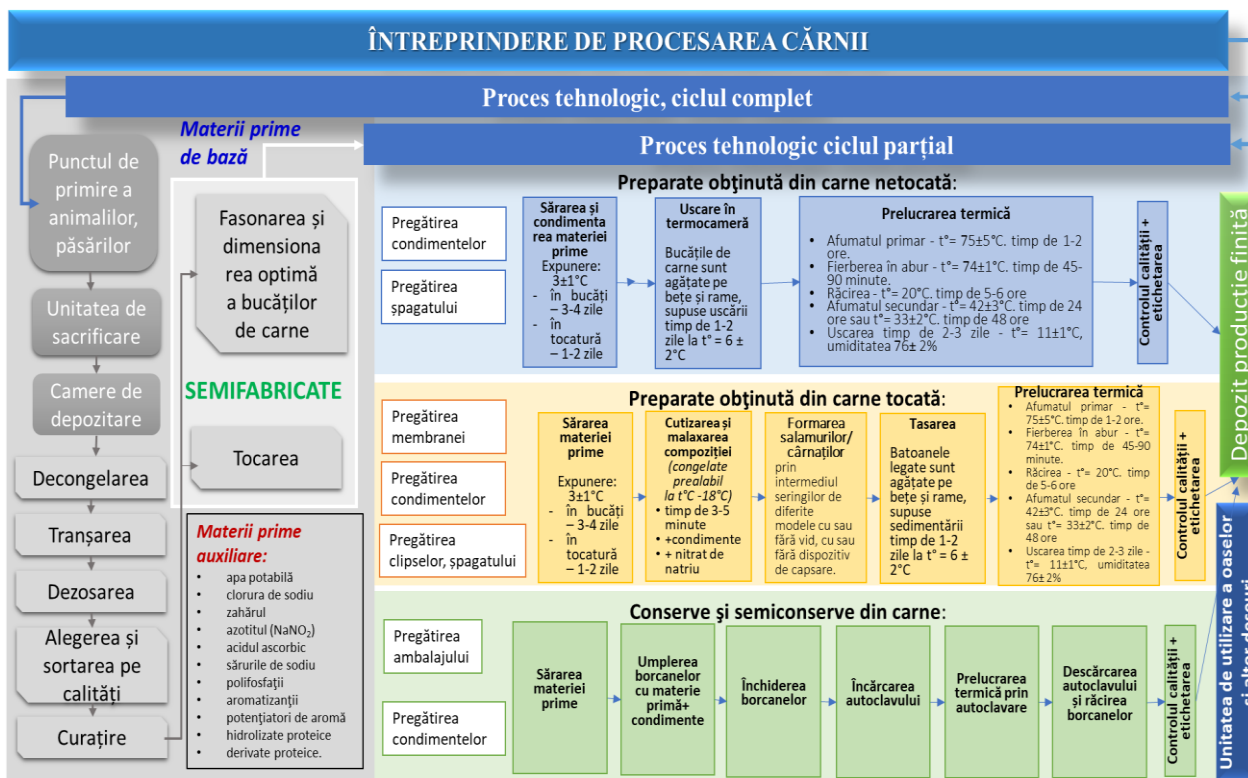 ÎNTREPRINDERE DE PROCESAREA CĂRNII
Proces tehnologic, ciclul complet
Proces tehnologic ciclul parțial
Punctul de
primire a
animalilor,
păsărilor
Unitatea de
sacrificare
Camere de
depozitare
Decongelarea
Tranșarea
Dezosarea
Alegerea și
sortarea pe
calități
Curațire
Materii prime
de bază
Fasonarea și
dimensiona
rea optimă
a bucăților
de carne
SEMIFABRICATE
Tocarea
Materii prime
auxiliare:
• apa potabilă
• clorura de sodiu
• zahărul
• azotitul (NaNO₂)
• acidul ascorbic
• sărurile de sodiu
• polifosfații
• aromatizanții
• potențiatori de aromă
• hidrolizate proteice
• derivate proteice.
Preparate obţinută din carne netocată:
Pregătirea
condimentelor
Pregătirea
șpagatului
Sărarea și
condimenta
rea materiei
prime
Expunere:
3±1°C
- în bucăți
– 3-4 zile
- în
tocatură
– 1-2 zile
Uscare în
termocameră
Bucățile de
carne sunt
agățate pe
bețe și rame,
supuse uscării
timp de 1-2
zile la t° = 6 ±
2°C
Prelucrarea termică
• Afumatul primar - t°= 75±5°C. timp de 1-2
ore.
• Fierberea în abur - t°= 74±1°C. timp de 45-
90 minute.
• Răcirea - t°= 20°C. timp de 5-6 ore
• Afumatul secundar - t°= 42±3°C. timp de 24
ore sau t°= 33±2°C. timp de 48 ore
• Uscarea timp de 2-3 zile - t°= 11±1°C,
umiditatea 76± 2%
Controlul calității +
etichetarea
Preparate obţinută din carne tocată:
Pregătirea
membranei
Pregătirea
condimentelor
Pregătirea
clipselor, șpagatului
Sărarea
materiei
prime
Expunere:
3±1°C
- în bucăți
– 3-4 zile
- în
tocatură
– 1-2 zile
Cutizarea și
malaxarea
compoziției
(congelate
prealabil
la t°C -18°C)
• timp de 3-5
minute
• +condimente
• + nitrat de
natriu
Formarea
salamurilor/
cârnaților
prin
intermediul
seringilor de
diferite
modele cu sau
fără vid, cu sau
fără dispozitiv
de capsare.
Tasarea
Batoanele
legate sunt
agățate pe
bețe și rame,
supuse
sedimentării
timp de 1-2
zile la t° = 6 ±
2°C
Prelucrarea termică
• Afumatul primar - t°=
75±5°C. timp de 1-2 ore.
• Fierberea în abur - t°=
74±1°C. timp de 45-90
minute.
• Răcirea - t°= 20°C. timp
de 5-6 ore
• Afumatul secundar - t°=
42±3°C. timp de 24 ore
sau t°= 33±2°C. timp de
48 ore
• Uscarea timp de 2-3 zile -
t°= 11±1°C, umiditatea
76± 2%
Controlul calității +
etichetarea
Conserve şi semiconserve din carne:
Pregătirea
ambalajului
Pregătirea
condimentelor
Sărarea
materiei
prime
Umplerea
borcanelor
cu materie
primă+
condimente
Închiderea
borcanelor
Încărcarea
autoclavului
Prelucrarea
termică prin
autoclavare
Descărcarea
autoclavului
și răcirea
borcanelor
Controlul calității +
etichetarea
Depozit productie finită
Unitatea de utilizare a oaselor
și altor deseuri